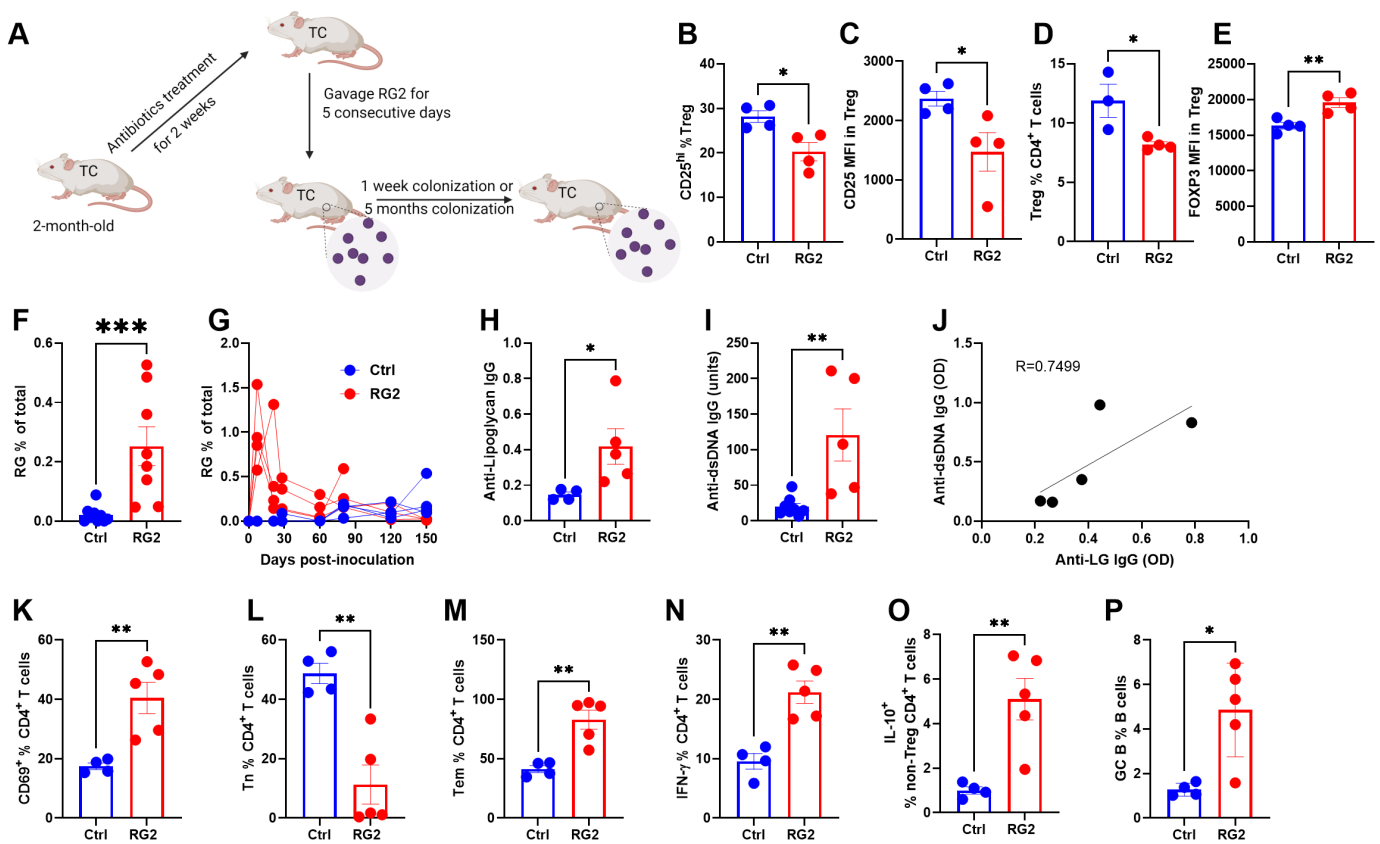 A
TC
Antibiotics treatment
for 2 weeks
Gavage RG2 for
5 consecutive days
TC
2-month-old
TC
1 week colonization or
5 months colonization
TC
B
CD25hi % Treg
40
30
20
10
0
*
Ctrl
RG2
C
CD25 MFI in Treg
3000
2000
1000
0
*
Ctrl
RG2
D
Treg % CD4+ T cells
15
10
5
0
*
Ctrl
RG2
E
FOXP3 MFI in Treg
25000
20000
15000
10000
5000
0
**
Ctrl
RG2
F
RG % of total
0.6
0.4
0.2
0.0
***
Ctrl
RG2
G
RG % of total
2.0
1.5
1.0
0.5
0.0
Ctrl
RG2
0 30 60 90 120 150
Days post-inoculation
H
Anti-Lipoglycan IgG
1.0
0.8
0.6
0.4
0.2
0.0
*
Ctrl
RG2
I
Anti-dsDNA IgG (units)
250
200
150
100
50
0
**
Ctrl
RG2
J
Anti-dsDNA IgG (OD)
1.5
1.0
0.5
0.0
R=0.7499
0.0 0.2 0.4 0.6 0.8 1.0
Anti-LG IgG (OD)
K
CD69+ % CD4+ T cells
60
40
20
0
**
Ctrl
RG2
L
Tn % CD4+ T cells
60
40
20
0
**
Ctrl
RG2
M
Tem % CD4+ T cells
150
100
50
0
**
Ctrl
RG2
N
IFN-γ % CD4+ T cells
30
20
10
0
**
Ctrl
RG2
O
IL-10+
% non-Treg CD4+ T cells
8
6
4
2
0
**
Ctrl
RG2
P
GC B % B cells
8
6
4
2
0
*
Ctrl
RG2